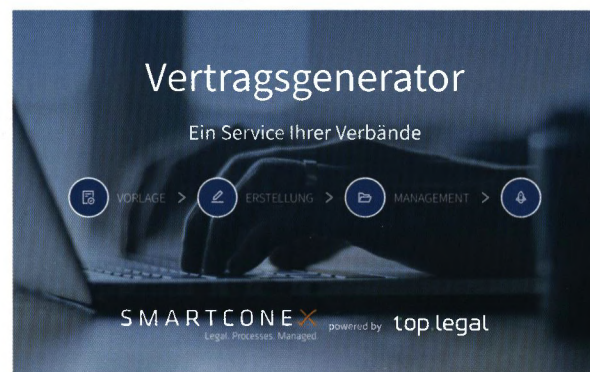 Vertragsgenerator
Ein Service Ihrer Verbände
VORLAGE > ERSTELLUNG > MANAGEMENT >
SMARTCONEX powered by top.legal
Legal. Processes. Managed.